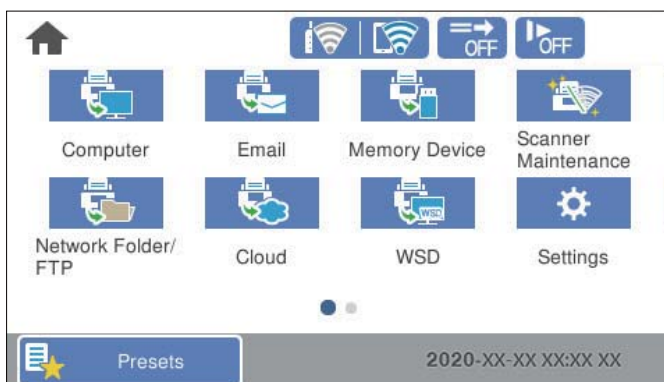 OFF
OFF
Computer
Email
Memory Device
Scanner
Maintenance
Network Folder/
FTP
Cloud
WSD
WSD
Settings
Presets
2020-XX-XX XX:XX XX